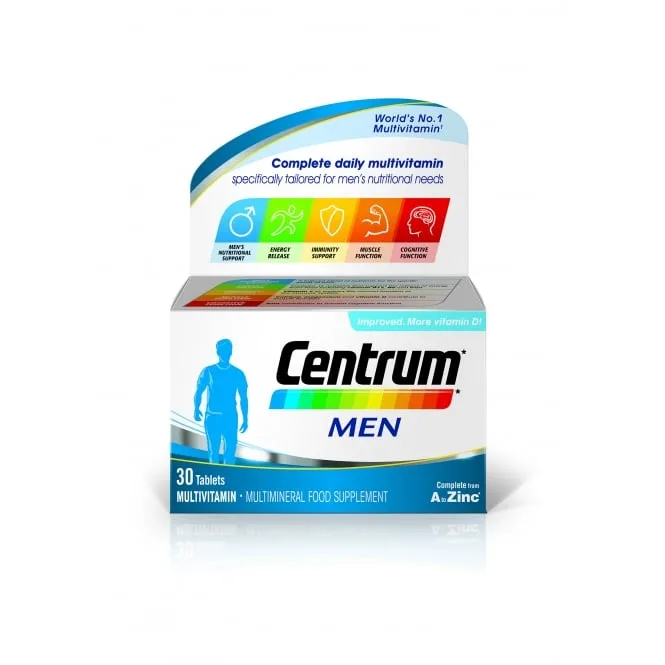 World's No.1
Multivitamin†
Complete daily multivitamin
specifically tailored for men's nutritional needs
MEN'S
NUTRITIONAL
SUPPORT
ENERGY
RELEASE
IMMUNITY
SUPPORT
MUSCLE
FUNCTION
COGNITIVE
FUNCTION
Improved. More vitamin D!
Centrum*
*
MEN
30 Tablets
MULTIVITAMIN • MULTIMINERAL FOOD SUPPLEMENT
Complete from
A to Zinc*